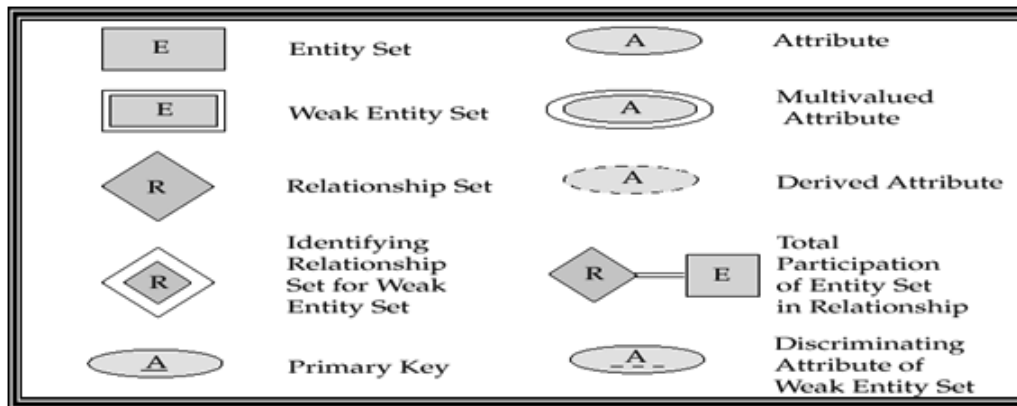 E
Entity Set
A
Attribute
E
Weak Entity Set
A
Multivalued
Attribute
R
Relationship Set
A
Derived Attribute
R
Identifying
Relationship
Set for Weak
Entity Set
R
E
Total
Participation
of Entity Set
in Relationship
A
Primary Key
A
Discriminating
Attribute of
Weak Entity Set